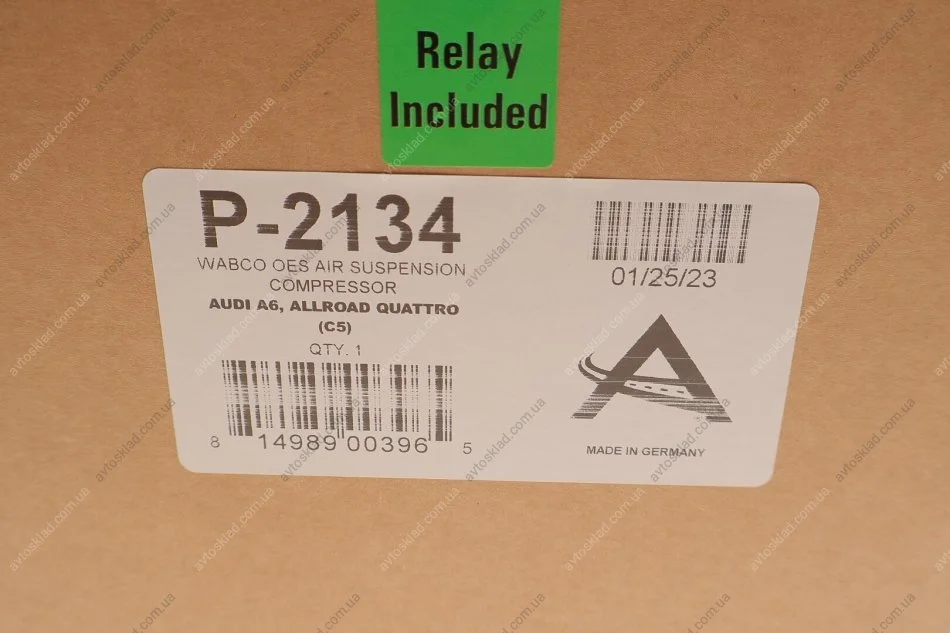 Relay
Included
P-2134
WABCO OES AIR SUSPENSION
COMPRESSOR
AUDI A6, ALLROAD QUATTRO
(C5)
QTY. 1
8 14989 00396 5
01/25/23
MADE IN GERMANY
avtosklad.com.ua